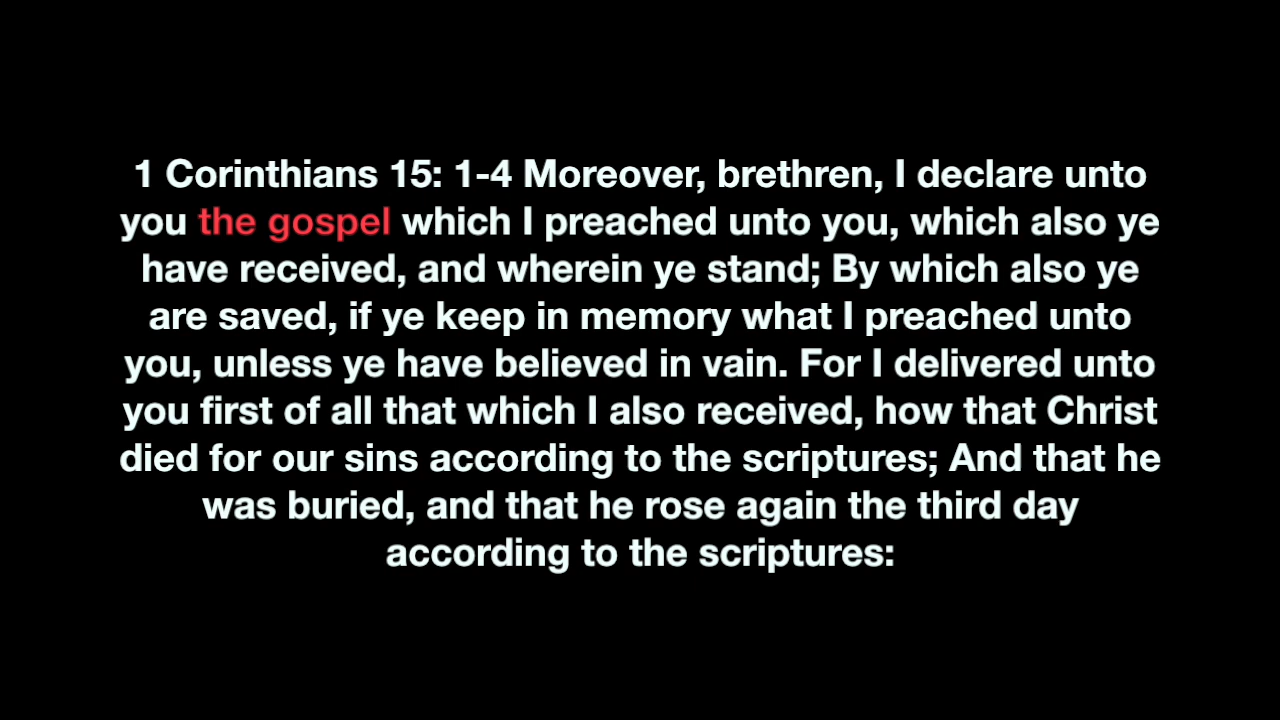 1 Corinthians 15: 1-4 Moreover, brethren, I declare unto
you the gospel which I preached unto you, which also ye
have received, and wherein ye stand; By which also ye
are saved, if ye keep in memory what I preached unto
you, unless ye have believed in vain. For I delivered unto
you first of all that which I also received, how that Christ
died for our sins according to the scriptures; And that he
was buried, and that he rose again the third day
according to the scriptures: